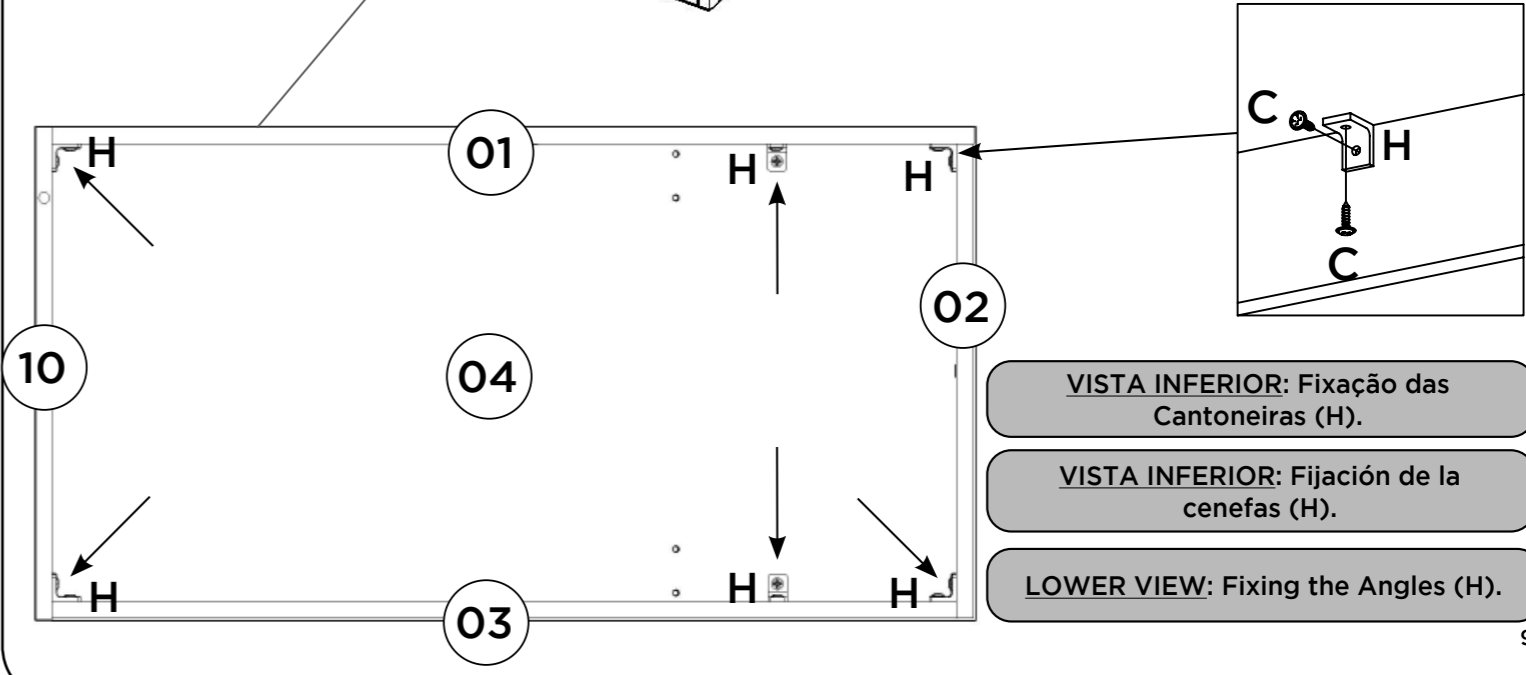 C
H
C
H
01
H
H
02
10
04
H
H
H
03
VISTA INFERIOR: Fixação das
Cantoneiras (H).
VISTA INFERIOR: Fijación de la
cenefas (H).
LOWER VIEW: Fixing the Angles (H).
9